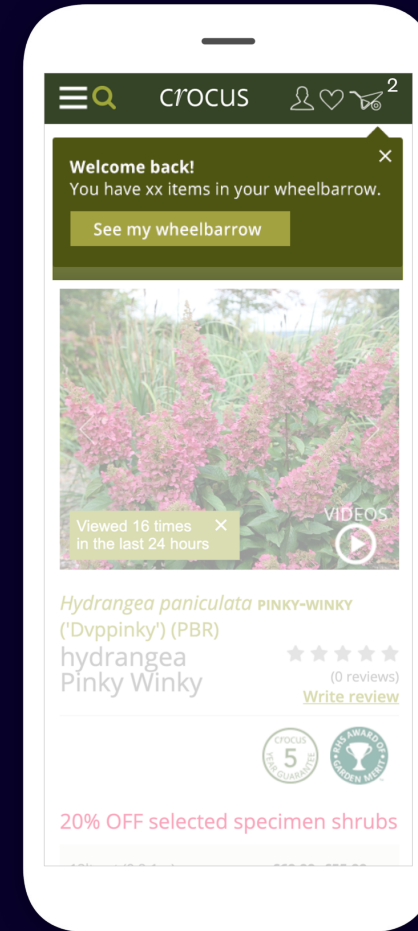 crocus
2
Welcome back!
You have xx items in your wheelbarrow.
See my wheelbarrow
Viewed 16 times
in the last 24 hours
VIDEOS
Hydrangea paniculata PINKY-WINKY
('Dvppinky') (PBR)
hydrangea
Pinky Winky
(0 reviews)
Write review
crocus
5
YEAR GUARANTEE
RHS AWARD OF
GARDEN MERIT
20% OFF selected specimen shrubs